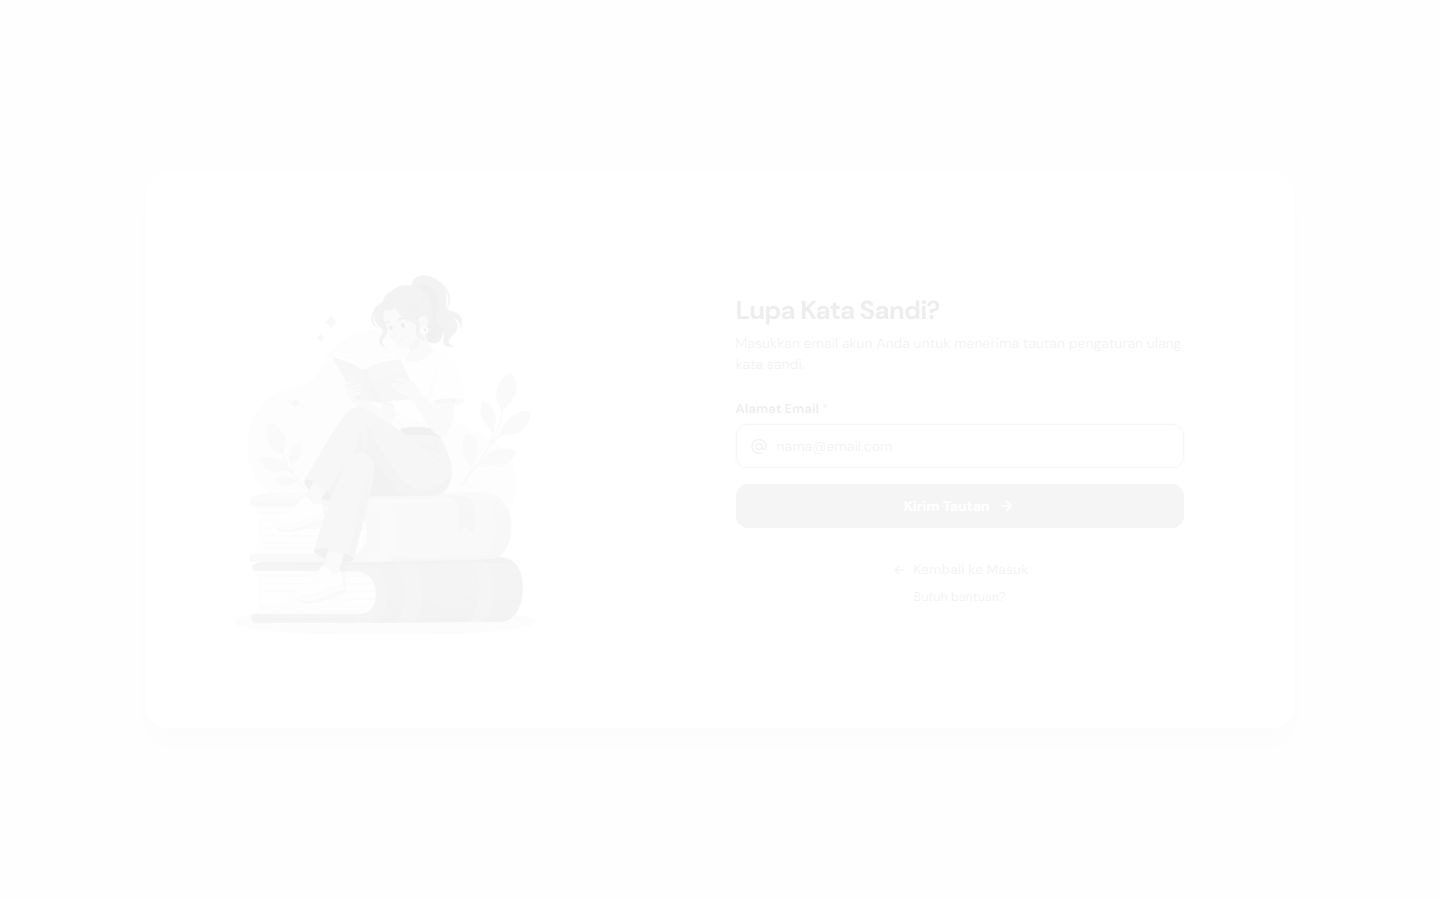 Lupa Kata Sandi?
Masukkan email akun Anda untuk menerima tautan pengaturan ulang
kata sandi.
Alamat Email *
nama@email.com
Kirim Tautan →
← Kembali ke Masuk
Butuh bantuan?